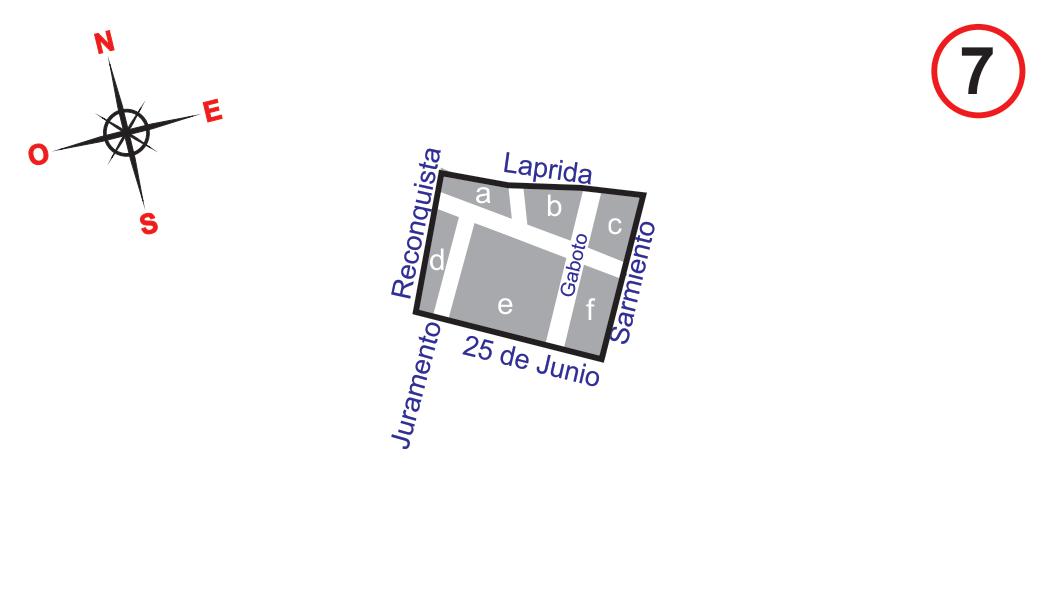 N
E
O
S
7
Laprida
Reconquista
a
b
c
d
e
f
Gaboto
Sarmiento
25 de Junio
Juramento